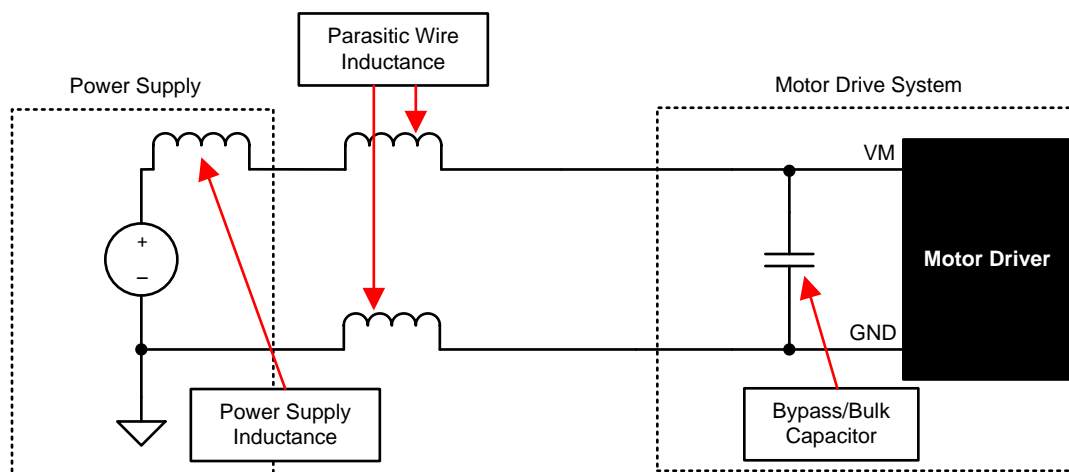 Parasitic Wire
Inductance
Power Supply
Motor Drive System
VM
+
–
Motor Driver
GND
Power Supply
Inductance
Bypass/Bulk
Capacitor